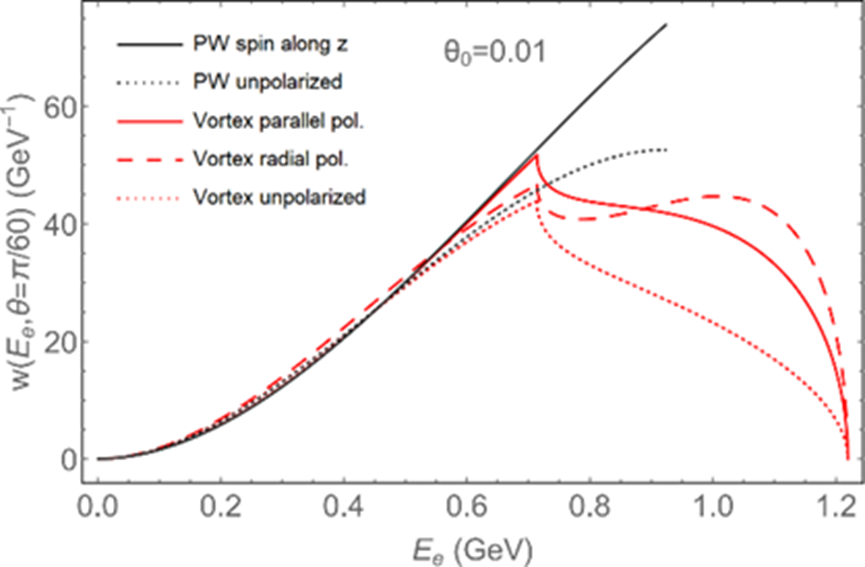 PW spin along z
θ₀=0.01
PW unpolarized
Vortex parallel pol.
Vortex radial pol.
Vortex unpolarized
w(Eₑ,θ=π/60) (GeV⁻¹)
60
40
20
0
0.0 0.2 0.4 0.6 0.8 1.0 1.2
Eₑ (GeV)